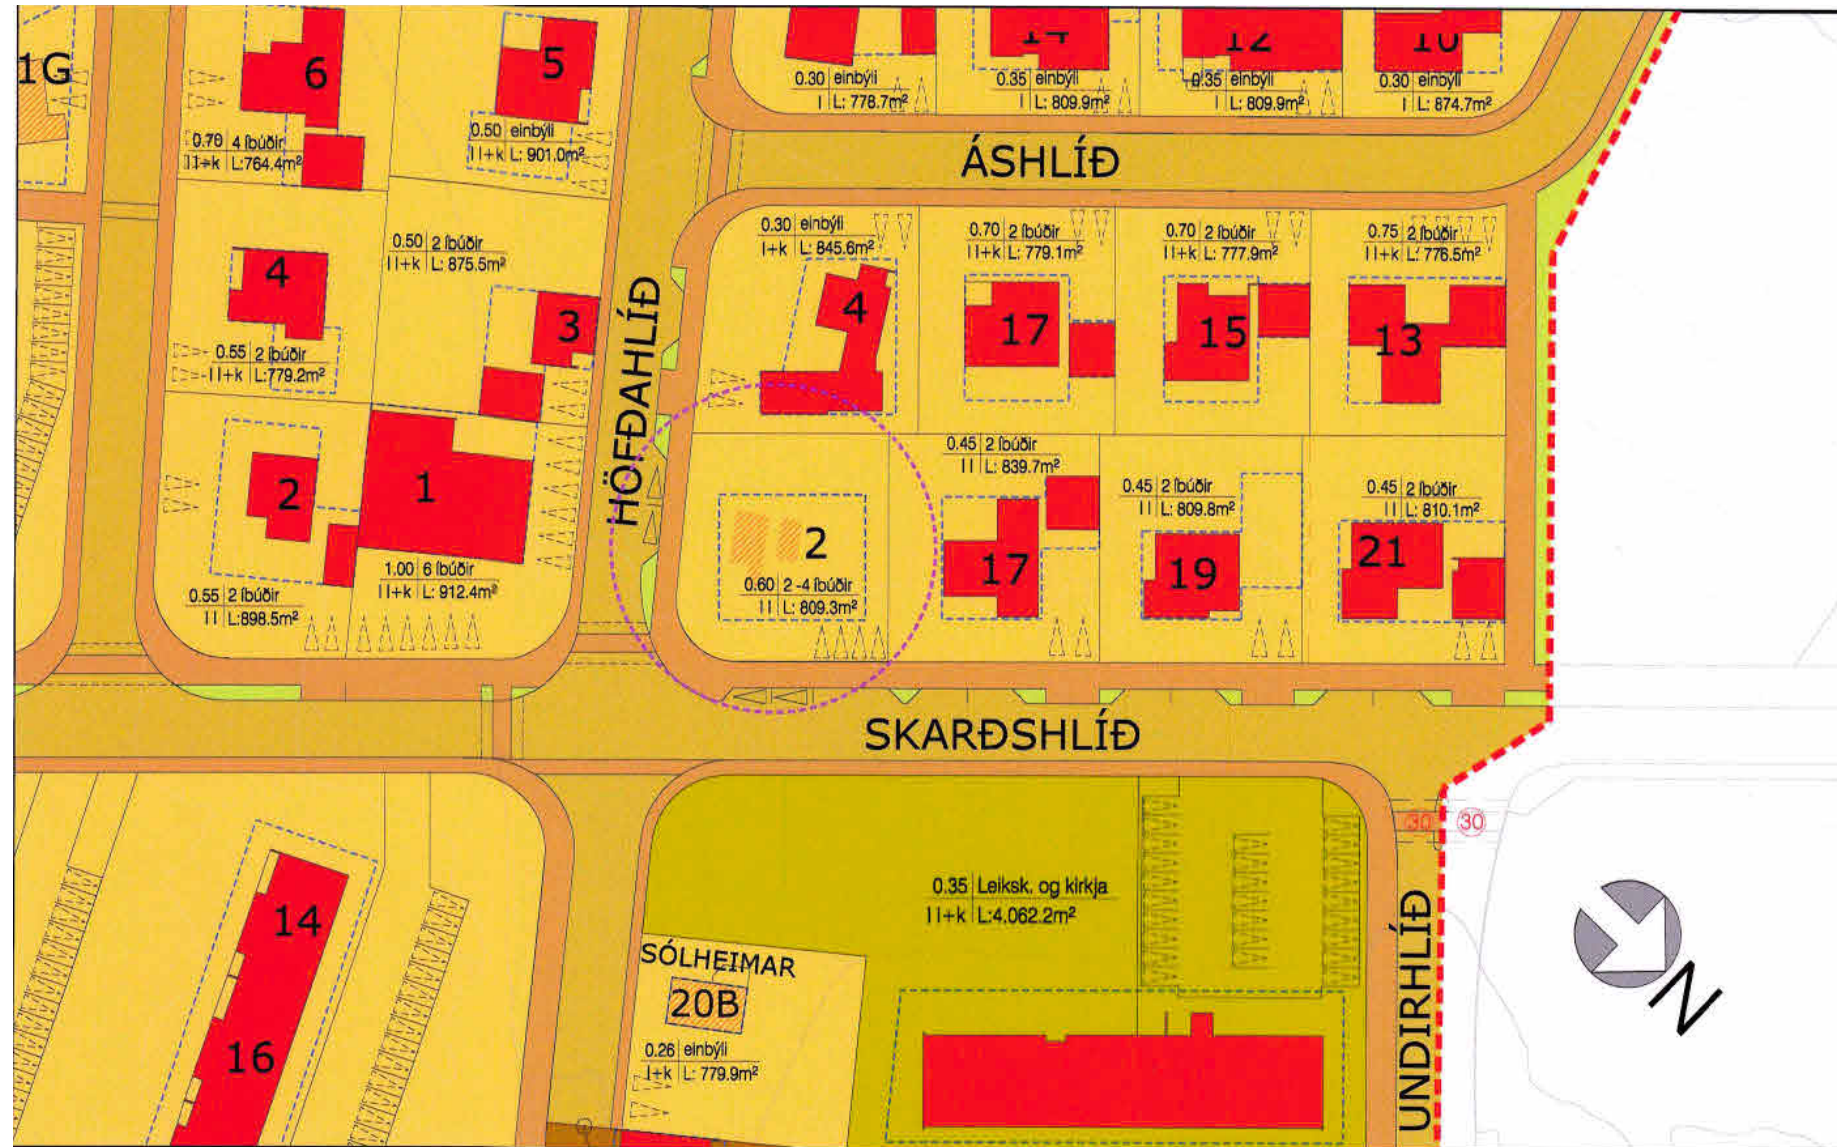 1G
6
5
14
12
10
0.30 einbýli
I L: 778.7m²
0.35 einbýli
I L: 809.9m²
0.35 einbýli
I L: 809.9m²
0.30 einbýli
I L: 874.7m²
0.70 4 íbúðir
II+k L:764.4m²
0.50 einbýli
II+k L: 901.0m²
ÁSHLÍÐ
0.30 einbýli
I+k L: 845.6m²
0.70 2 íbúðir
II+k L: 779.1m²
0.70 2 íbúðir
II+k L: 777.9m²
0.75 2 íbúðir
II+k L: 776.5m²
0.50 2 íbúðir
II+k L: 875.5m²
4
3
4
17
15
13
HÖFÐAHLÍÐ
0.55 2 íbúðir
II+k L:779.2m²
0.45 2 íbúðir
II L: 839.7m²
0.45 2 íbúðir
II L: 809.8m²
0.45 2 íbúðir
II L: 810.1m²
2
1
2
17
19
21
1.00 6 íbúðir
II+k L: 912.4m²
0.60 2-4 íbúðir
II L: 809.3m²
0.55 2 íbúðir
II L:898.5m²
SKARÐSHLÍÐ
30
30
0.35 Leiksk. og kirkja
II+k L:4.062.2m²
14
16
SÓLHEIMAR
20B
0.26 einbýli
I+k L: 779.9m²
UNDIRHLÍÐ
N